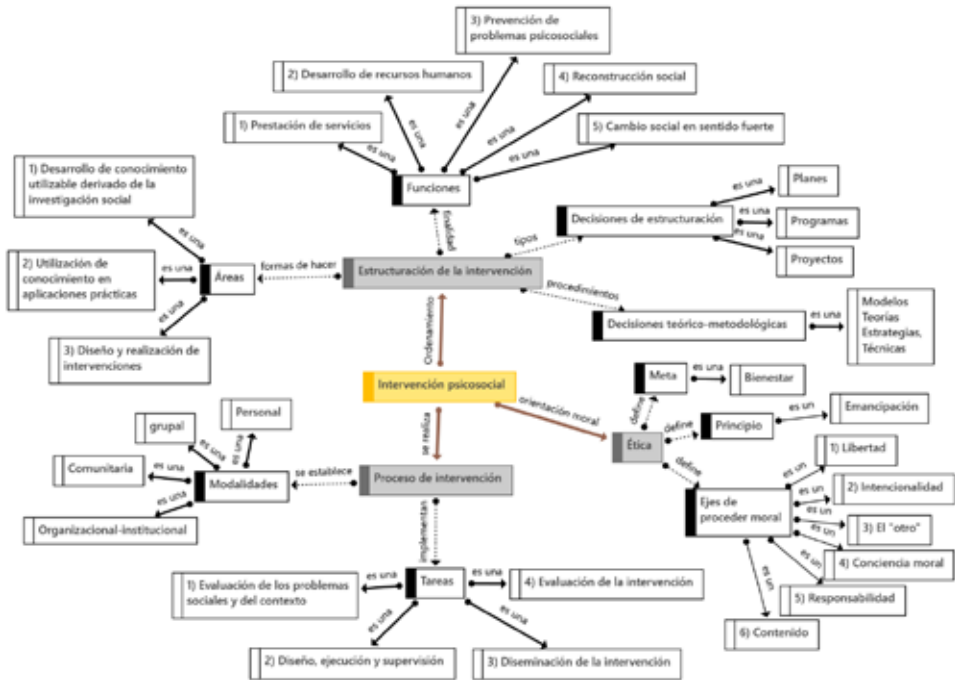 3) Prevención de
problemas psicosociales
2) Desarrollo de recursos humanos
4) Reconstrucción social
1) Prestación de servicios
5) Cambio social en sentido fuerte
es una
es una
es una
es una
es una
Funciones
finalidad
1) Desarrollo de conocimiento
utilizable derivado de la
investigación social
2) Utilización de
conocimiento en
aplicaciones prácticas
3) Diseño y realización de
intervenciones
es una
es una
es una
Áreas
formas de hacer
Estructuración de la intervención
tipos
Decisiones de estructuración
es una
es una
es una
Planes
Programas
Proyectos
procedimientos
Decisiones teórico-metodológicas
es una
Modelos
Teorías
Estrategias,
Técnicas
Ordenamiento
Intervención psicosocial
orientación moral
Ética
define
define
define
Meta
es una
Bienestar
Principio
es un
Emancipación
Ejes de
proceder moral
es un
es un
es un
es un
es un
1) Libertad
2) Intencionalidad
3) El "otro"
4) Conciencia moral
5) Responsabilidad
6) Contenido
se realiza
Proceso de intervención
se establece
Modalidades
es una
es una
es una
es una
Personal
grupal
Comunitaria
Organizacional-institucional
implementan
Tareas
es una
es una
es una
es una
1) Evaluación de los problemas
sociales y del contexto
4) Evaluación de la intervención
2) Diseño, ejecución y supervisión
3) Diseminación de la intervención